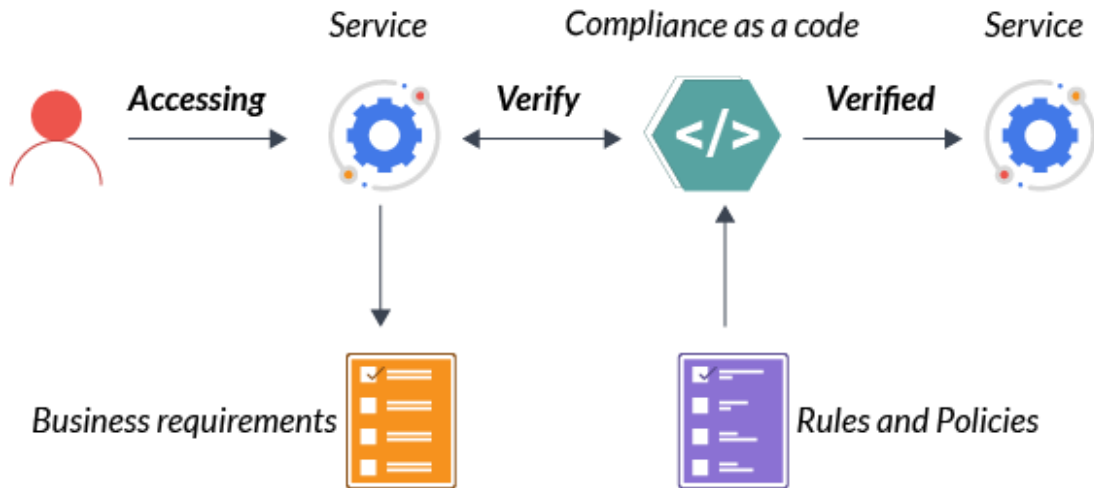 Service
Compliance as a code
Service
Accessing
Verify
Verified
</>
Business requirements
Rules and Policies